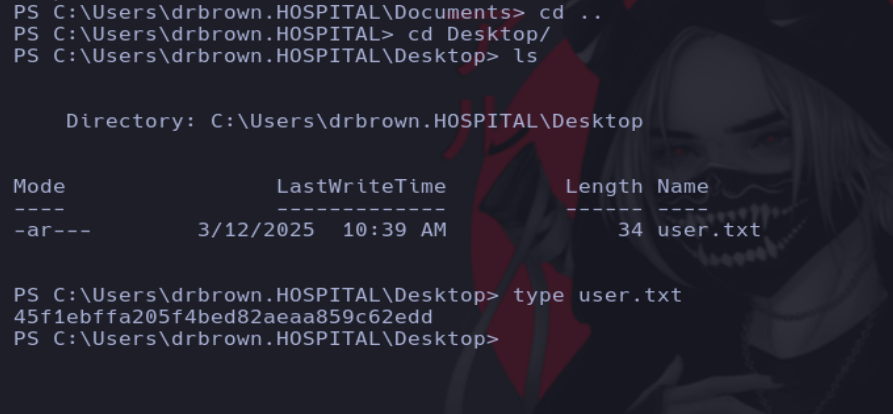 PS C:\Users\drbrown.HOSPITAL\Documents> cd ..
PS C:\Users\drbrown.HOSPITAL> cd Desktop/
PS C:\Users\drbrown.HOSPITAL\Desktop> ls
Directory: C:\Users\drbrown.HOSPITAL\Desktop
Mode LastWriteTime Length Name
---- ------------- ------ ----
-ar--- 3/12/2025 10:39 AM 34 user.txt
PS C:\Users\drbrown.HOSPITAL\Desktop> type user.txt
45f1ebffa205f4bed82aeaa859c62edd
PS C:\Users\drbrown.HOSPITAL\Desktop>